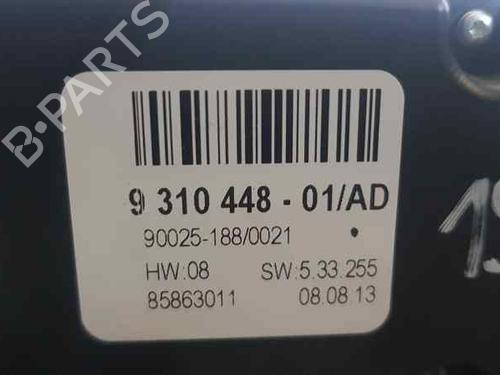 B-PARTS
9 310 448 - 01/AD
90025-188/0021
HW:08 SW:5.33.255
85863011 08.08.13